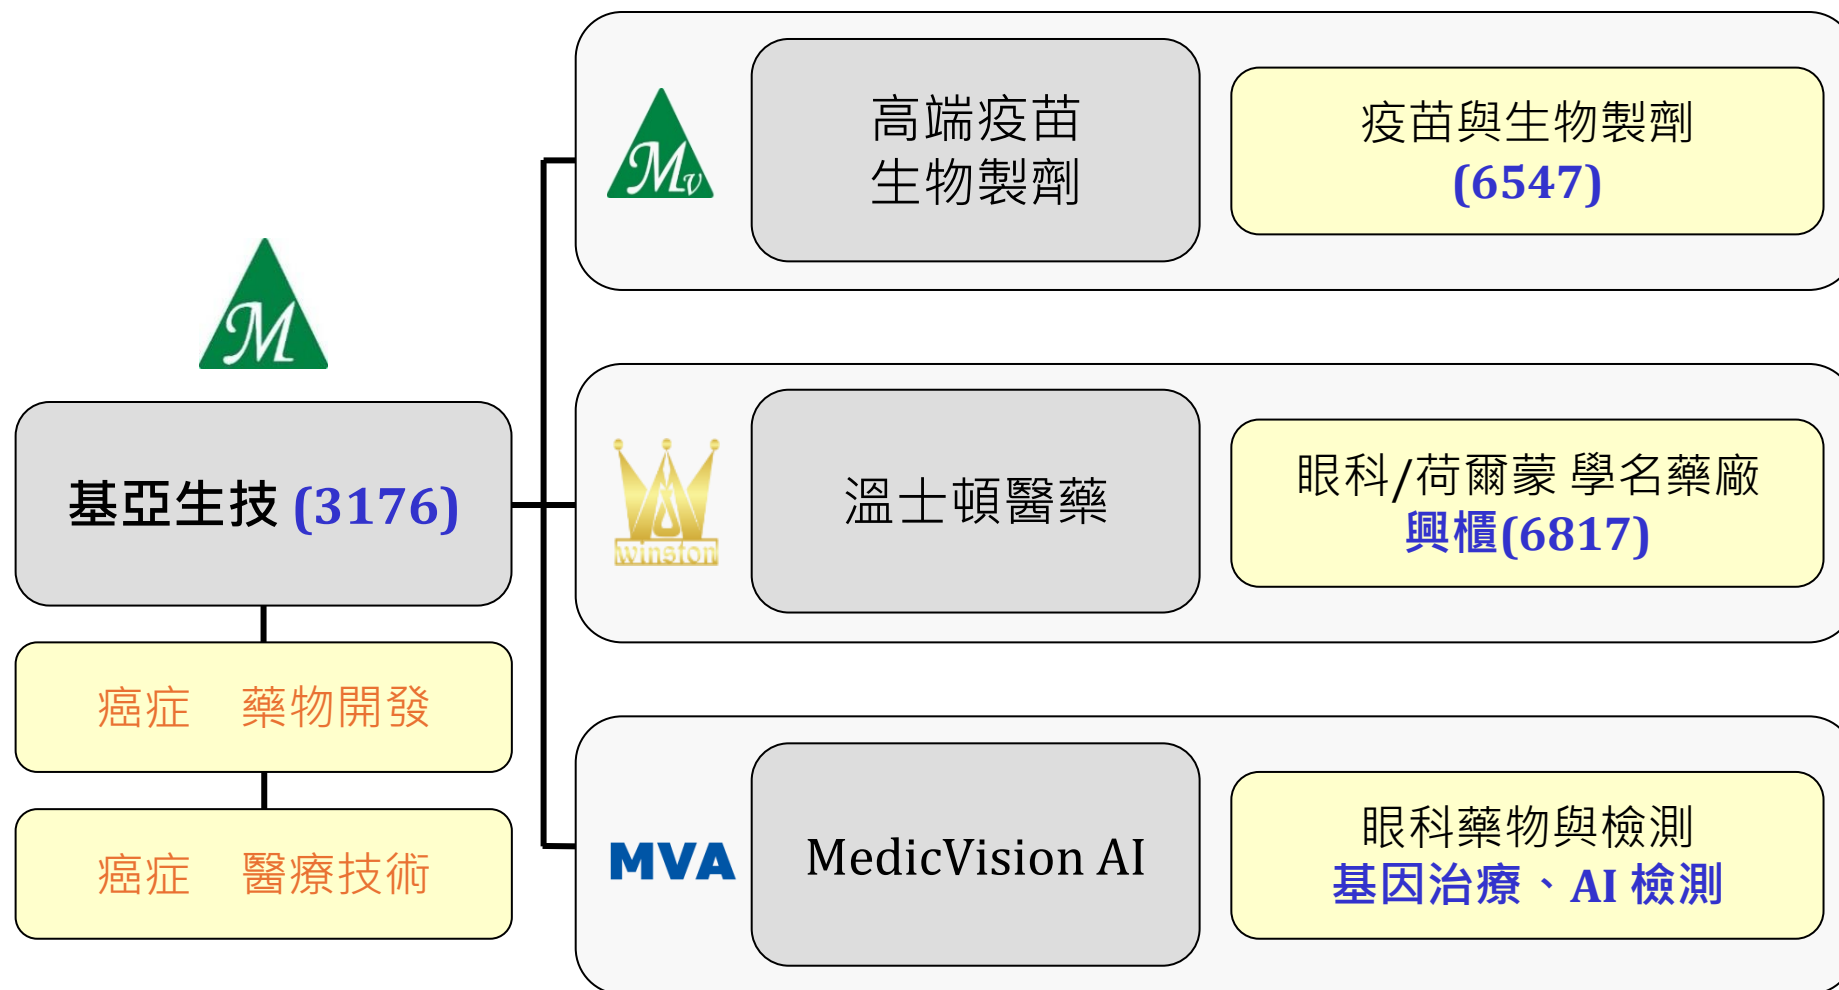 M
基亞生技 (3176)
癌症　藥物開發
癌症　醫療技術
Mv
高端疫苗
生物製劑
疫苗與生物製劑
(6547)
winston
溫士頓醫藥
眼科/荷爾蒙 學名藥廠
興櫃(6817)
MVA
MedicVision AI
眼科藥物與檢測
基因治療、AI 檢測